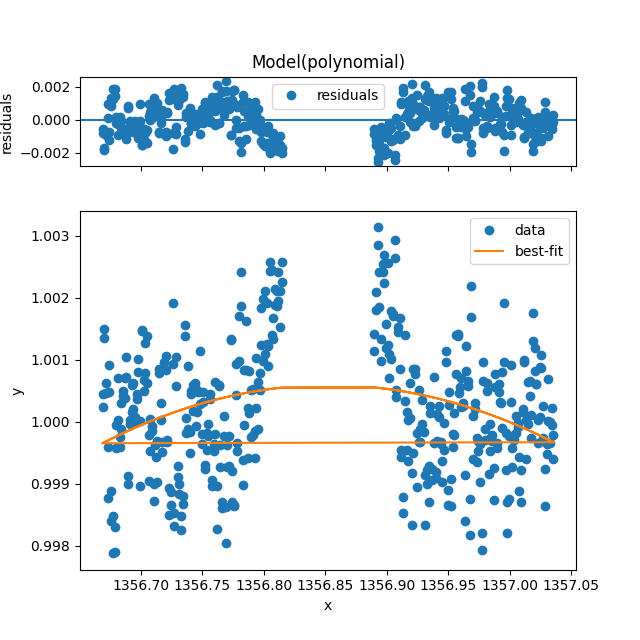 Model(polynomial)
residuals
0.002
0.000
−0.002
residuals
y
1.003
1.002
1.001
1.000
0.999
0.998
data
best-fit
1356.70 1356.75 1356.80 1356.85 1356.90 1356.95 1357.00 1357.05
x